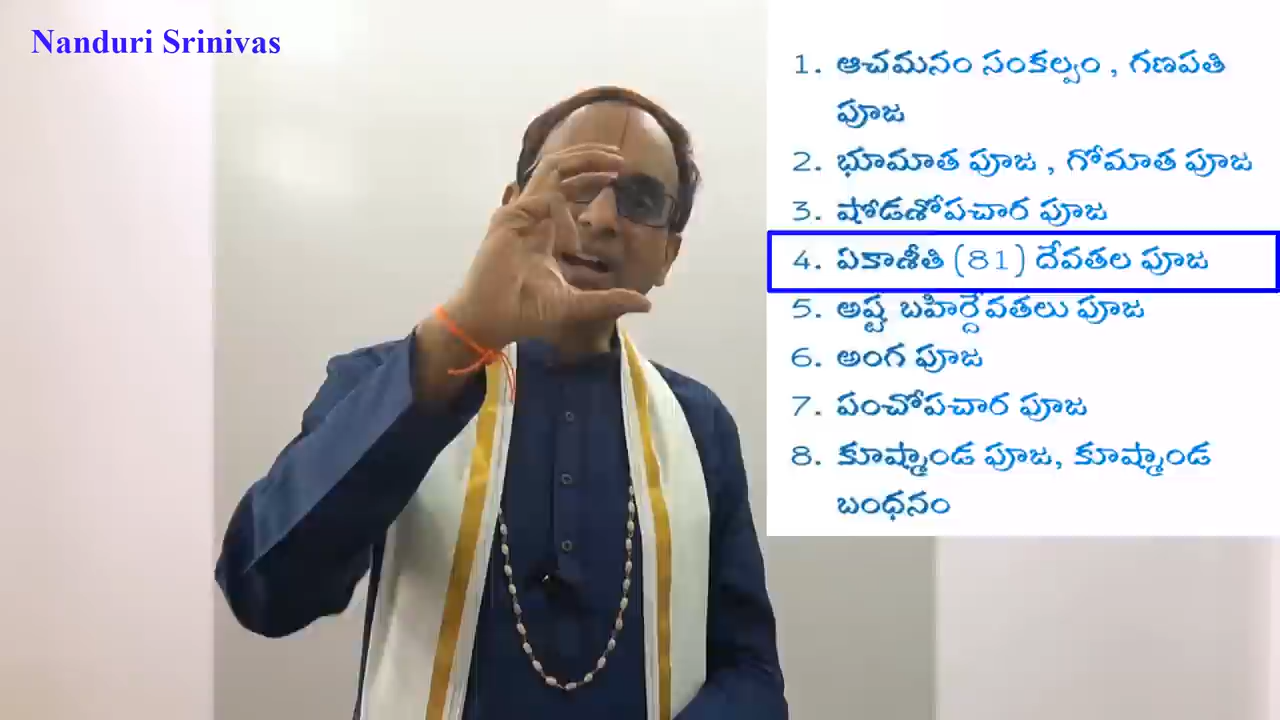 Nanduri Srinivas
1. ఆచమనం సంకల్పం , గణపతి
పూజ
2. భూమాత పూజ , గోమాత పూజ
3. షోడశోపచార పూజ
4. ఏకాశీతి (81) దేవతల పూజ
5. అష్ట బహిర్దేవతలు పూజ
6. అంగ పూజ
7. పంచోపచార పూజ
8. కూష్మాండ పూజ, కూష్మాండ
బంధనం